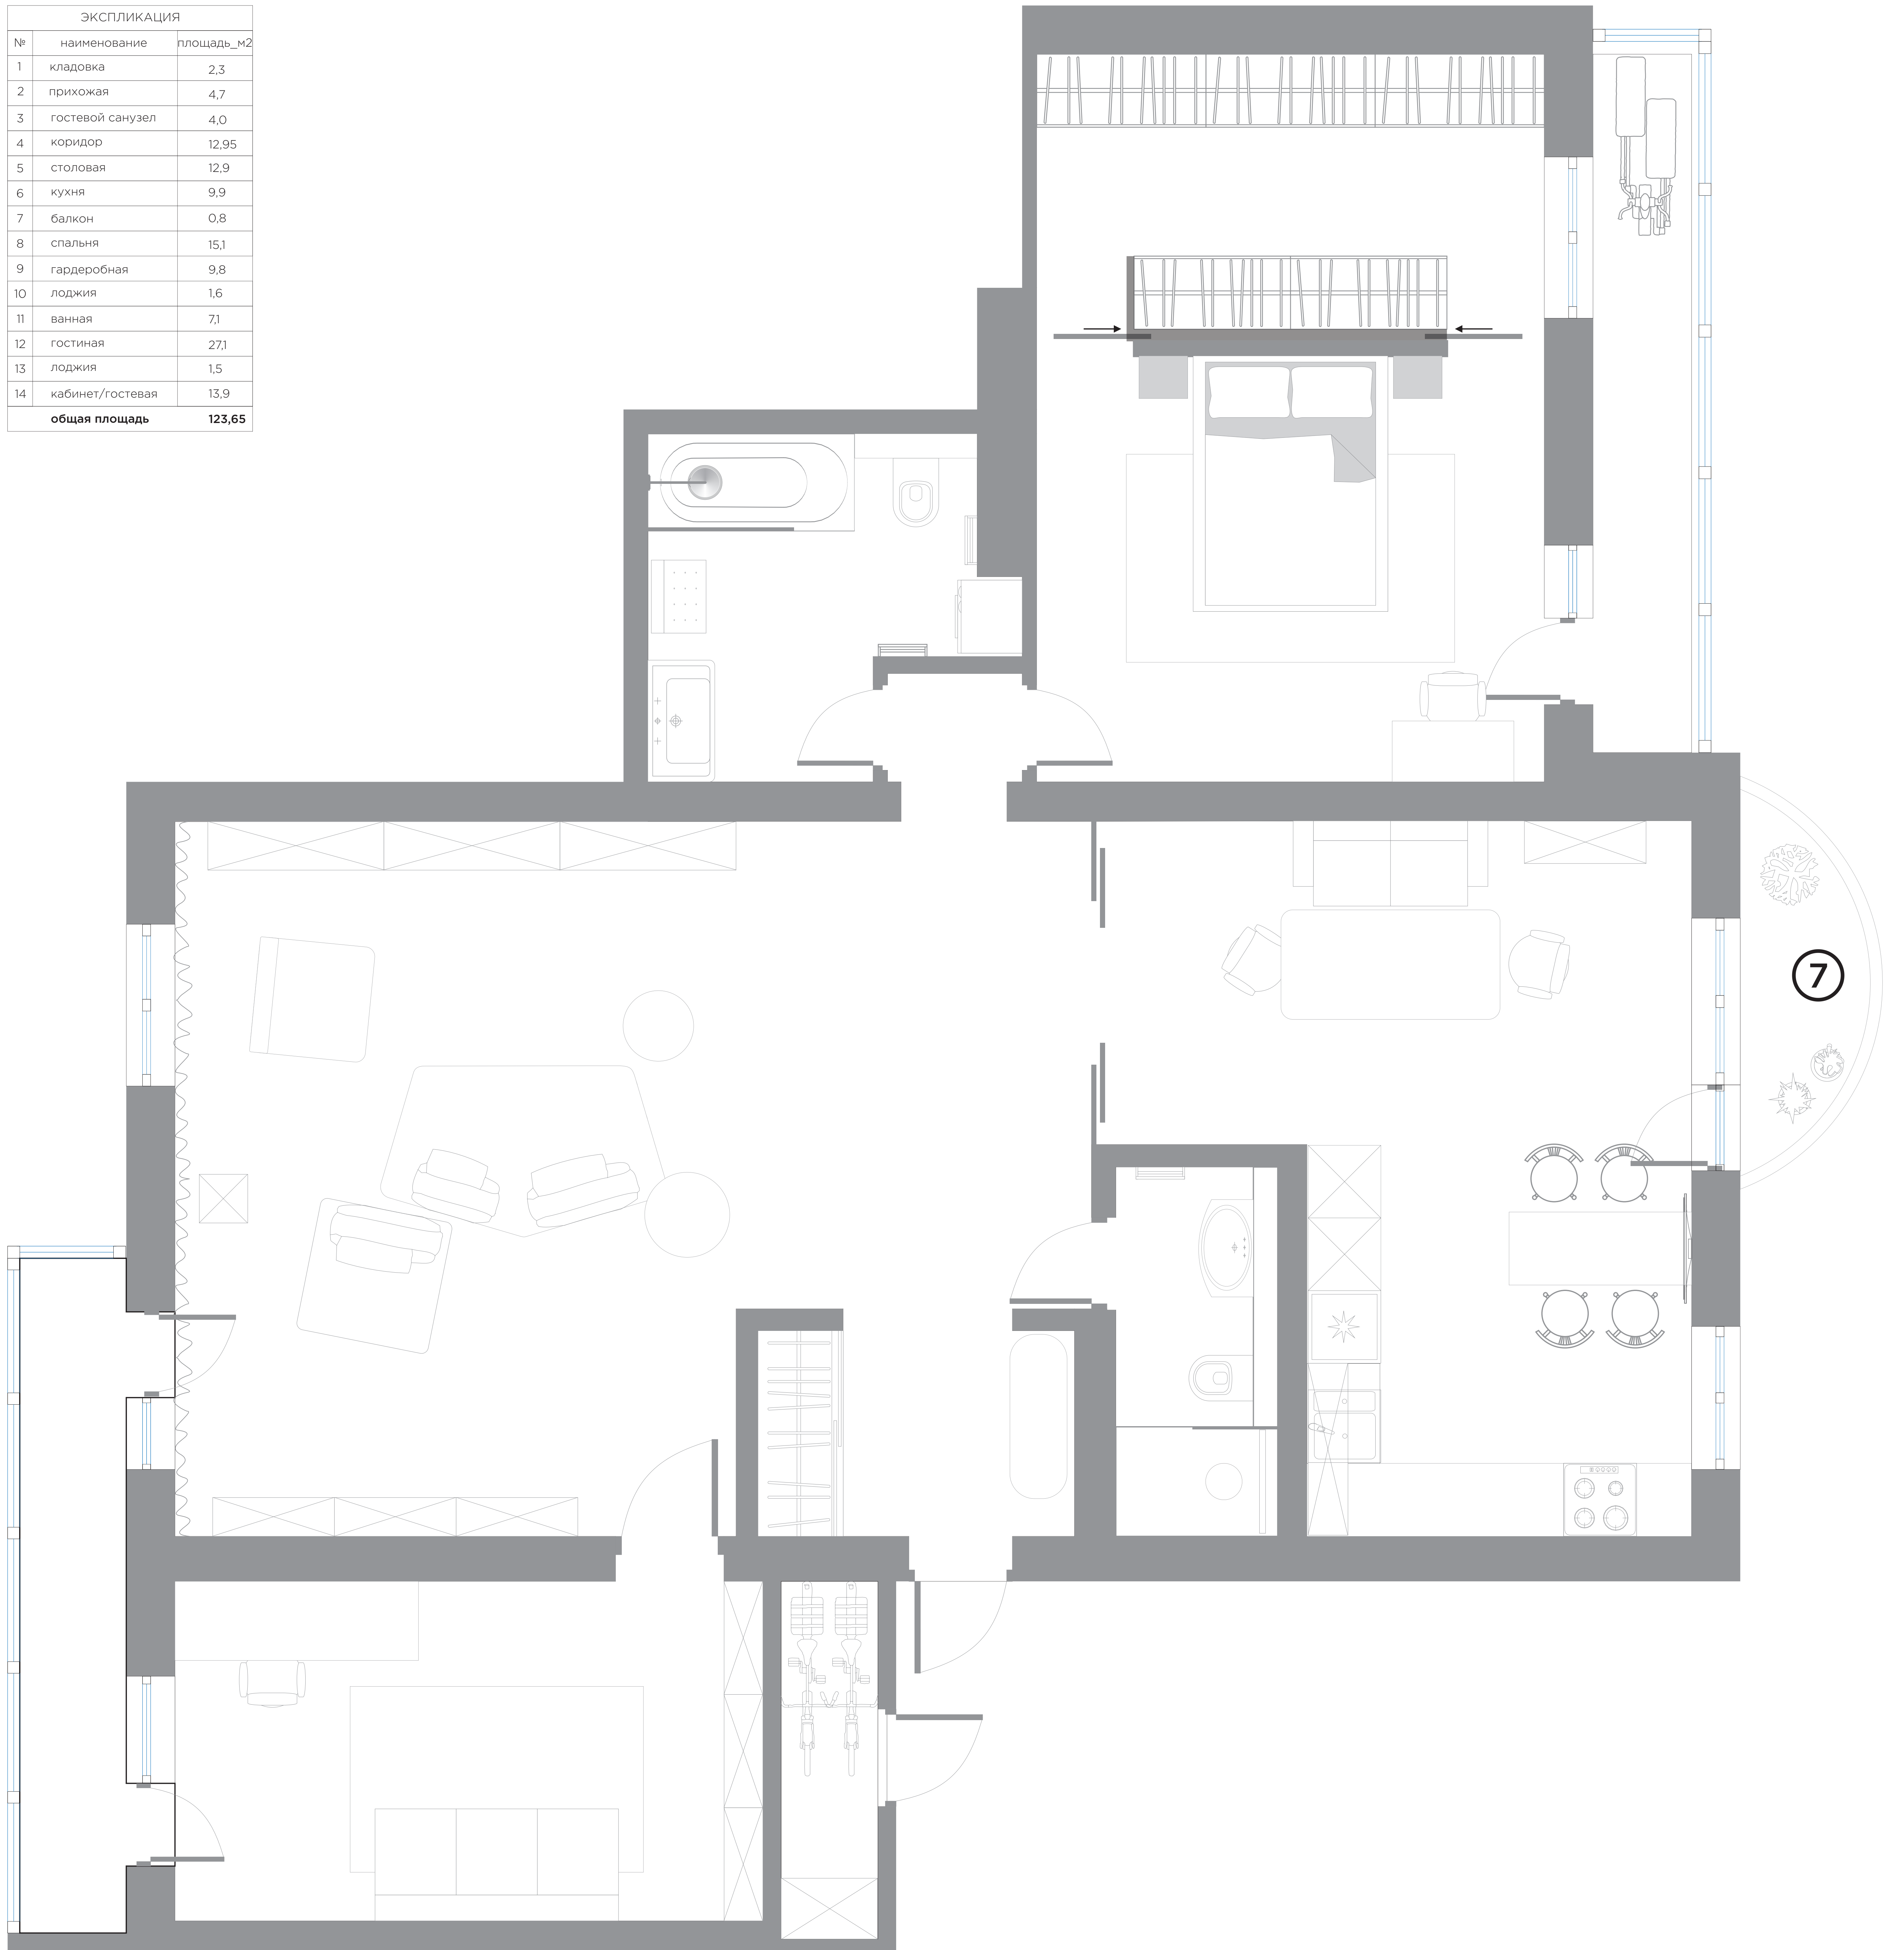 ЭКСПЛИКАЦИЯ
№ наименование площадь_м2
1 кладовка 2,3
2 прихожая 4,7
3 гостевой санузел 4,0
4 коридор 12,95
5 столовая 12,9
6 кухня 9,9
7 балкон 0,8
8 спальня 15,1
9 гардеробная 9,8
10 лоджия 1,6
11 ванная 7,1
12 гостиная 27,1
13 лоджия 1,5
14 кабинет/гостевая 13,9
общая площадь 123,65
7